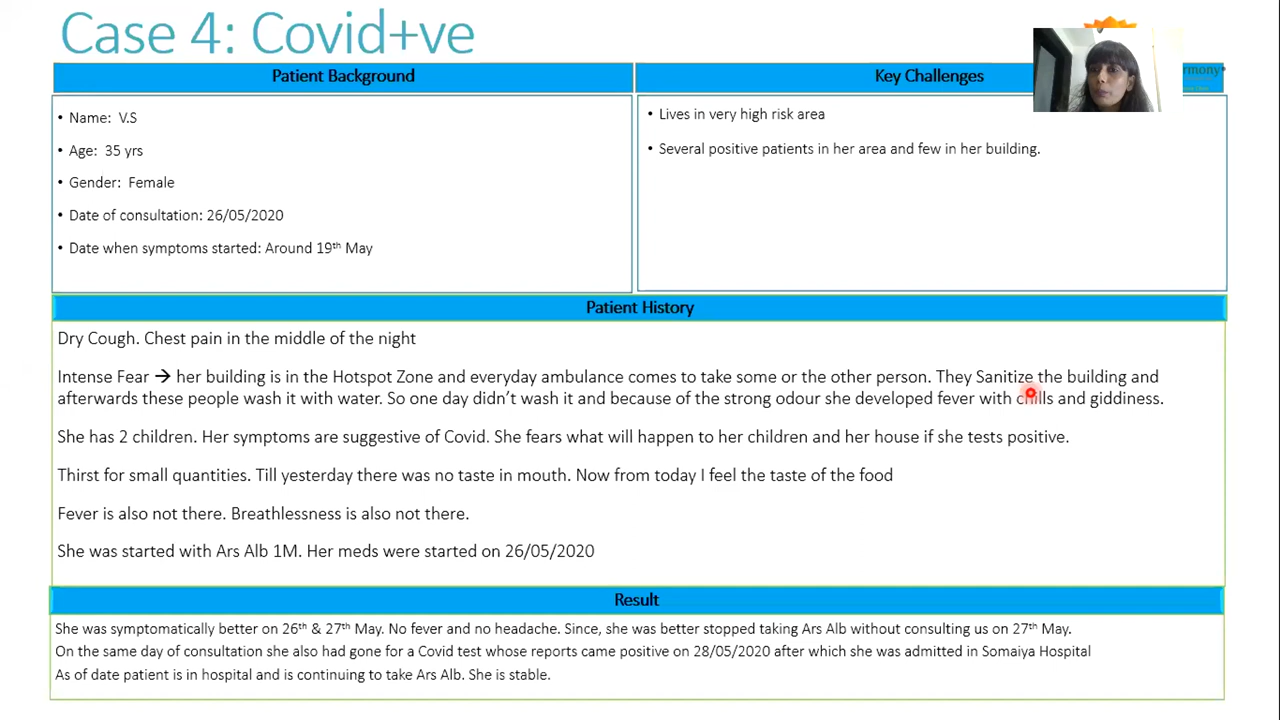 Case 4: Covid+ve
Patient Background
• Name: V.S
• Age: 35 yrs
• Gender: Female
• Date of consultation: 26/05/2020
• Date when symptoms started: Around 19th May
Key Challenges
• Lives in very high risk area
• Several positive patients in her area and few in her building.
Patient History
Dry Cough. Chest pain in the middle of the night
Intense Fear → her building is in the Hotspot Zone and everyday ambulance comes to take some or the other person. They Sanitize the building and
afterwards these people wash it with water. So one day didn't wash it and because of the strong odour she developed fever with chills and giddiness.
She has 2 children. Her symptoms are suggestive of Covid. She fears what will happen to her children and her house if she tests positive.
Thirst for small quantities. Till yesterday there was no taste in mouth. Now from today I feel the taste of the food
Fever is also not there. Breathlessness is also not there.
She was started with Ars Alb 1M. Her meds were started on 26/05/2020
Result
She was symptomatically better on 26th & 27th May. No fever and no headache. Since, she was better stopped taking Ars Alb without consulting us on 27th May.
On the same day of consultation she also had gone for a Covid test whose reports came positive on 28/05/2020 after which she was admitted in Somaiya Hospital
As of date patient is in hospital and is continuing to take Ars Alb. She is stable.